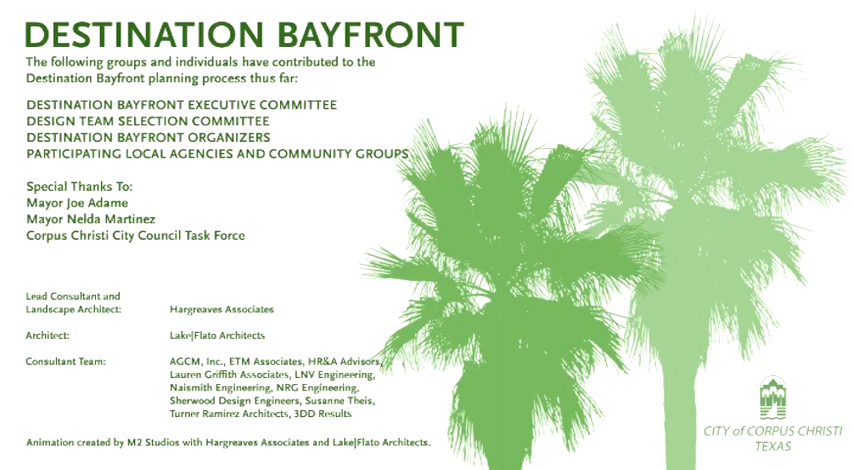 DESTINATION BAYFRONT
The following groups and individuals have contributed to the
Destination Bayfront planning process thus far:
DESTINATION BAYFRONT EXECUTIVE COMMITTEE
DESIGN TEAM SELECTION COMMITTEE
DESTINATION BAYFRONT ORGANIZERS
PARTICIPATING LOCAL AGENCIES AND COMMUNITY GROUPS
Special Thanks To:
Mayor Joe Adame
Mayor Nelda Martinez
Corpus Christi City Council Task Force
Lead Consultant and
Landscape Architect: Hargreaves Associates
Architect: Lake|Flato Architects
Consultant Team: AGCM, Inc., ETM Associates, HR&A Advisors,
Lauren Griffith Associates, LNV Engineering,
Naismith Engineering, NRG Engineering,
Sherwood Design Engineers, Susanne Theis,
Turner Ramirez Architects, 3DD Results
Animation created by M2 Studios with Hargreaves Associates and Lake|Flato Architects.
CITY of CORPUS CHRISTI
TEXAS